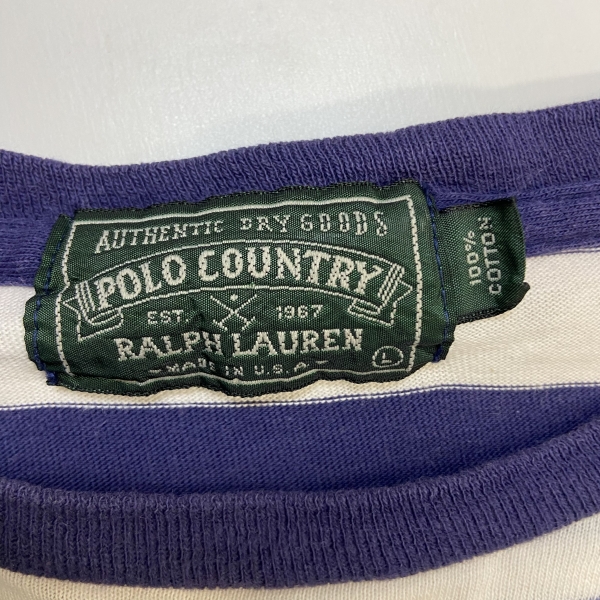 AUTHENTIC DRY GOODS
POLO COUNTRY
EST. 1967
RALPH LAUREN
MADE IN U.S.A.
L
100%
COTTON